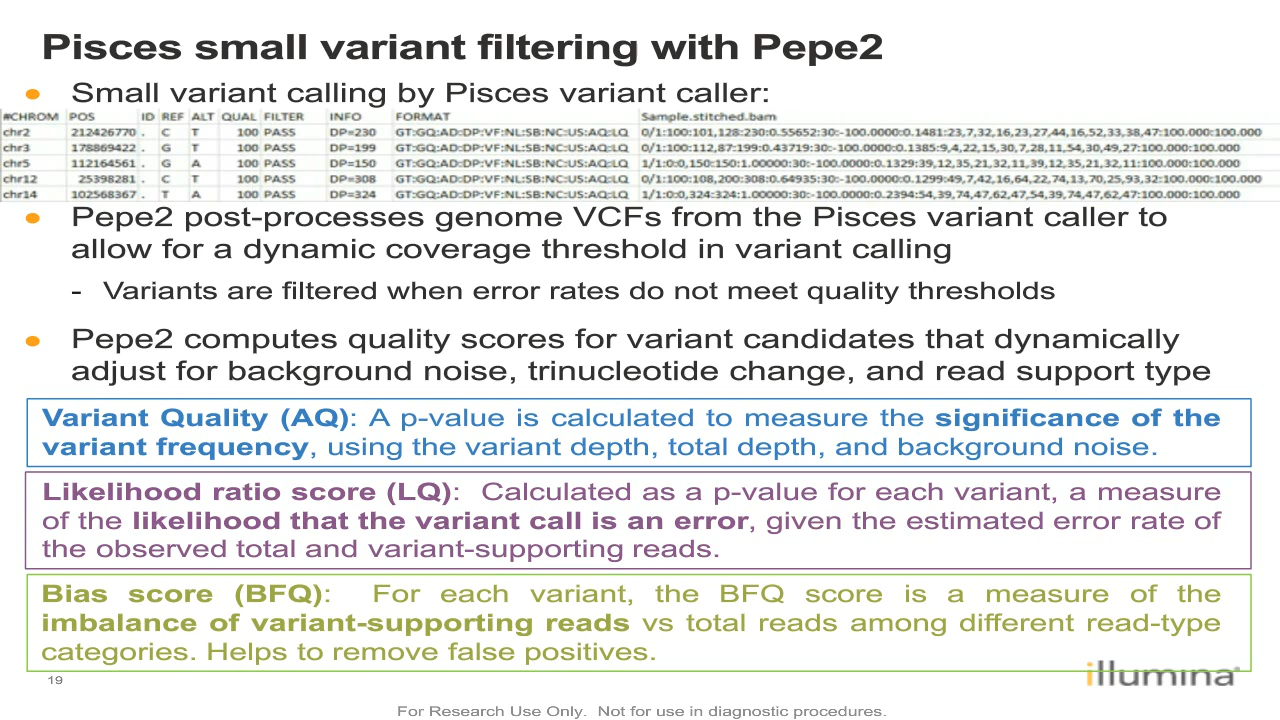 Pisces small variant filtering with Pepe2
Small variant calling by Pisces variant caller:
#CHROM POS ID REF ALT QUAL FILTER INFO FORMAT Sample.stitched.bam
chr2 212426770 . C T 100 PASS DP=230 GT:GQ:AD:DP:VF:NL:SB:NC:US:AQ:LQ 0/1:100:101,128:230:0.55652:30:-100.0000:0.1481:23,7,32,16,23,27,44,16,52,33,38,47:100.000:100.000
chr3 178869422 . G T 100 PASS DP=199 GT:GQ:AD:DP:VF:NL:SB:NC:US:AQ:LQ 0/1:100:112,87:199:0.43719:30:-100.0000:0.1385:9,4,22,15,30,7,28,11,54,30,49,27:100.000:100.000
chr5 112164561 . G A 100 PASS DP=150 GT:GQ:AD:DP:VF:NL:SB:NC:US:AQ:LQ 1/1:0:0,150:150:1.00000:30:-100.0000:0.1329:39,12,35,21,32,11,39,12,35,21,32,11:100.000:100.000
chr12 25398281 . C T 100 PASS DP=308 GT:GQ:AD:DP:VF:NL:SB:NC:US:AQ:LQ 0/1:100:108,200:308:0.64935:30:-100.0000:0.1299:49,7,42,16,64,22,74,13,70,25,93,32:100.000:100.000
chr14 102568367 . T A 100 PASS DP=324 GT:GQ:AD:DP:VF:NL:SB:NC:US:AQ:LQ 1/1:0:0,324:324:1.00000:30:-100.0000:0.2394:54,39,74,47,62,47,54,39,74,47,62,47:100.000:100.000
Pepe2 post-processes genome VCFs from the Pisces variant caller to
allow for a dynamic coverage threshold in variant calling
- Variants are filtered when error rates do not meet quality thresholds
Pepe2 computes quality scores for variant candidates that dynamically
adjust for background noise, trinucleotide change, and read support type
Variant Quality (AQ): A p-value is calculated to measure the significance of the
variant frequency, using the variant depth, total depth, and background noise.
Likelihood ratio score (LQ): Calculated as a p-value for each variant, a measure
of the likelihood that the variant call is an error, given the estimated error rate of
the observed total and variant-supporting reads.
Bias score (BFQ): For each variant, the BFQ score is a measure of the
imbalance of variant-supporting reads vs total reads among different read-type
categories. Helps to remove false positives.
illumina
19
For Research Use Only. Not for use in diagnostic procedures.